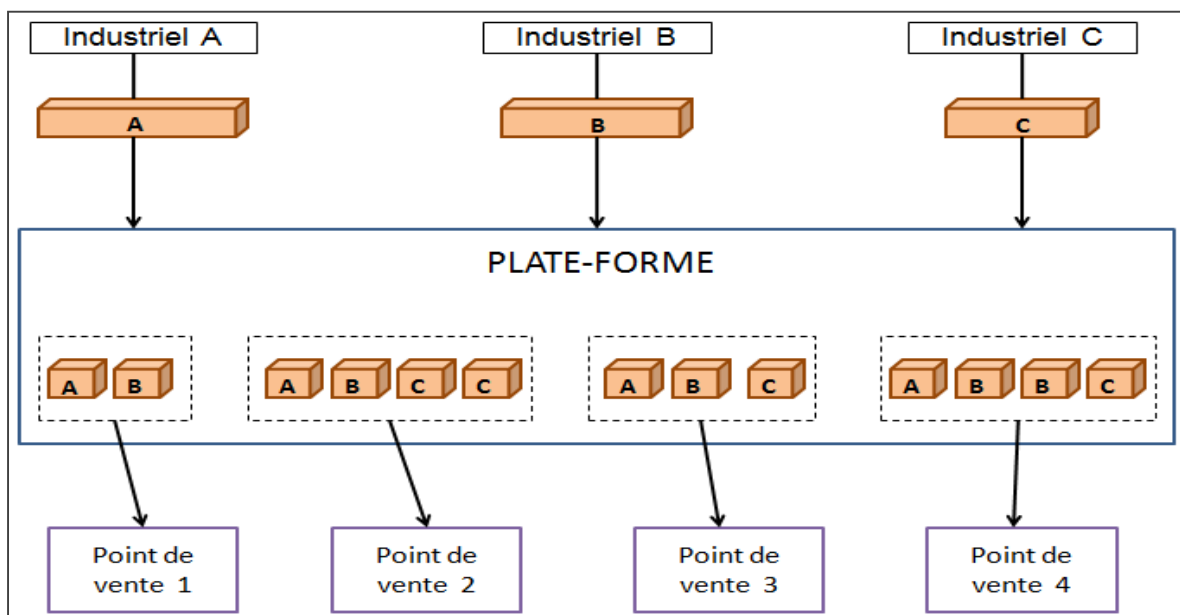 Industriel A
Industriel B
Industriel C
A
B
C
PLATE-FORME
A B
A B C C
A B C
A B B C
Point de
vente 1
Point de
vente 2
Point de
vente 3
Point de
vente 4